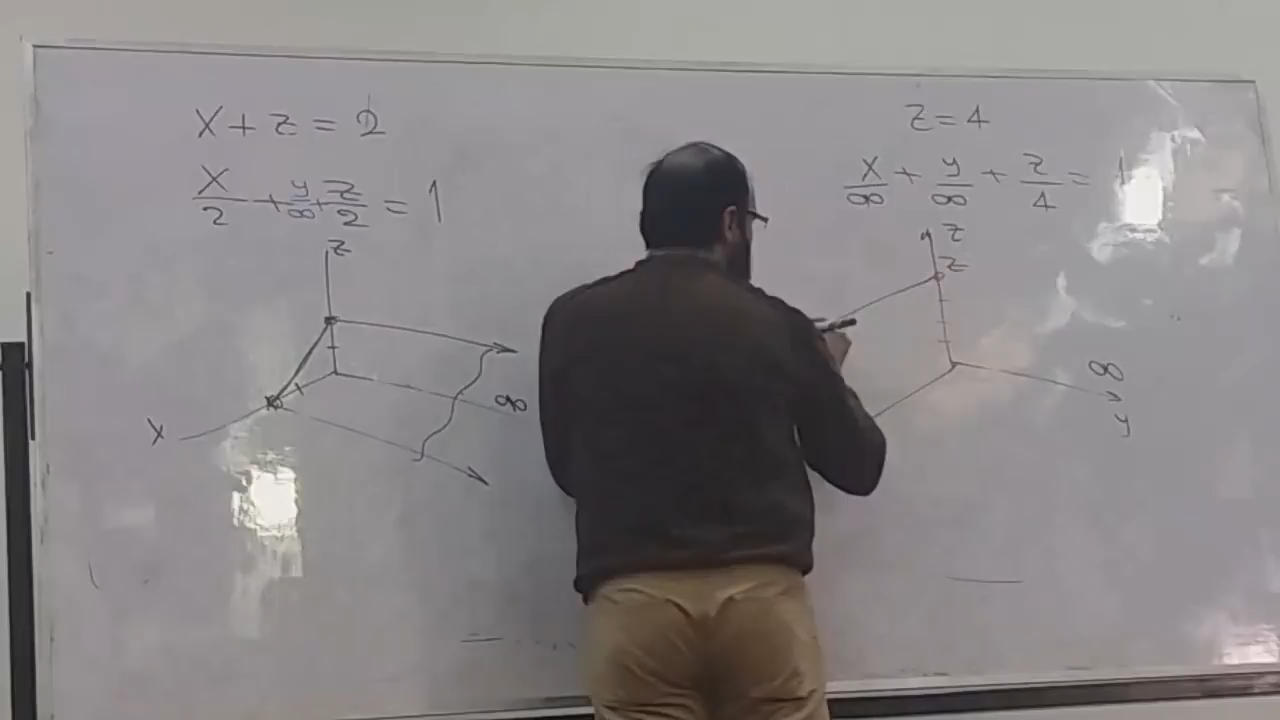 x + z = 2
x/2 + y/∞ + z/2 = 1
z
x
∞
z = 4
x/∞ + y/∞ + z/4 = 1
z
z
∞
y